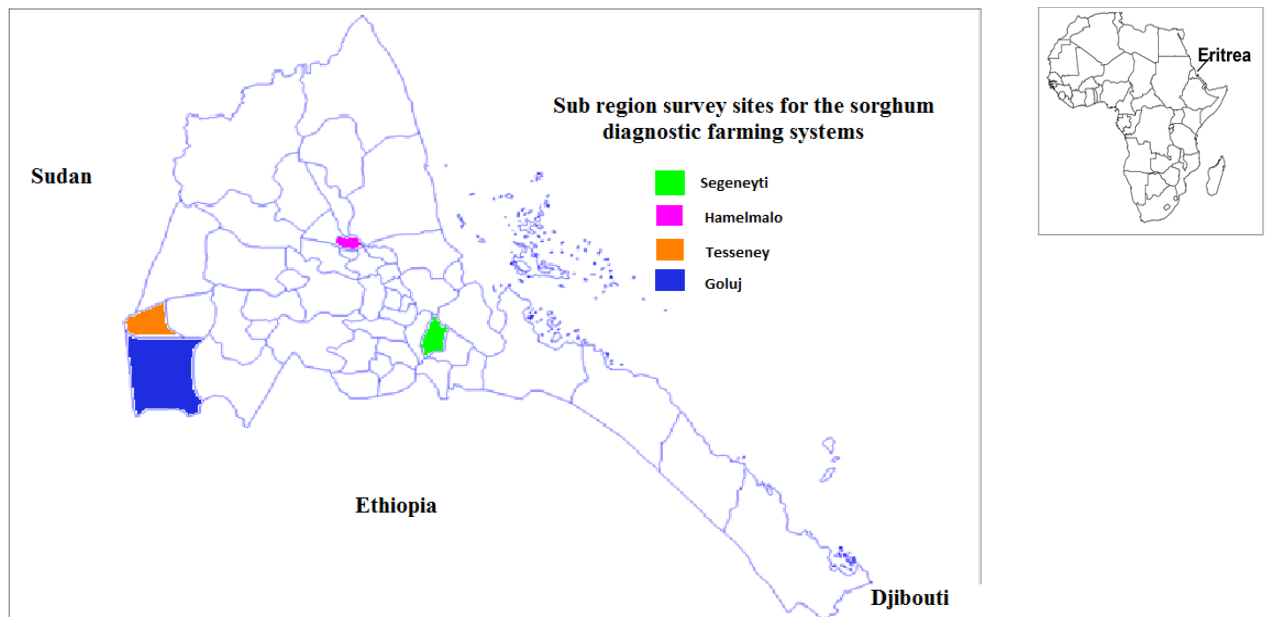 Eritrea
Sub region survey sites for the sorghum
diagnostic farming systems
Sudan
Segeneyti
Hamelmalo
Tesseney
Goluj
Ethiopia
Djibouti